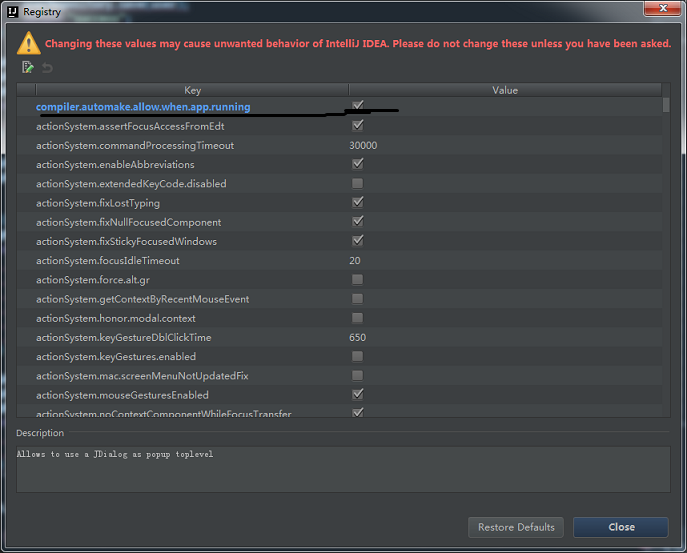 Registry
Changing these values may cause unwanted behavior of IntelliJ IDEA. Please do not change these unless you have been asked.
Key Value
compiler.automake.allow.when.app.running
actionSystem.assertFocusAccessFromEdt
actionSystem.commandProcessingTimeout 30000
actionSystem.enableAbbreviations
actionSystem.extendedKeyCode.disabled
actionSystem.fixLostTyping
actionSystem.fixNullFocusedComponent
actionSystem.fixStickyFocusedWindows
actionSystem.focusIdleTimeout 20
actionSystem.force.alt.gr
actionSystem.getContextByRecentMouseEvent
actionSystem.honor.modal.context
actionSystem.keyGestureDblClickTime 650
actionSystem.keyGestures.enabled
actionSystem.mac.screenMenuNotUpdatedFix
actionSystem.mouseGesturesEnabled
actionSystem.noContextComponentWhileFocusTransfer
Description
Allows to use a JDialog as popup toplevel
Restore Defaults Close